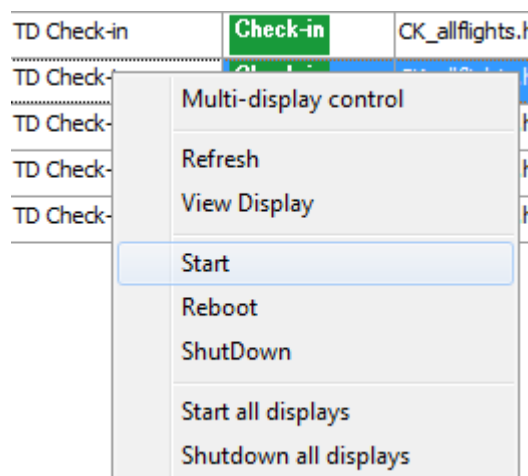 TD Check-in Check-in CK_allflights.h
TD Check-
Multi-display control
TD Check-
Refresh
TD Check-
View Display
TD Check-
Start
Reboot
ShutDown
Start all displays
Shutdown all displays